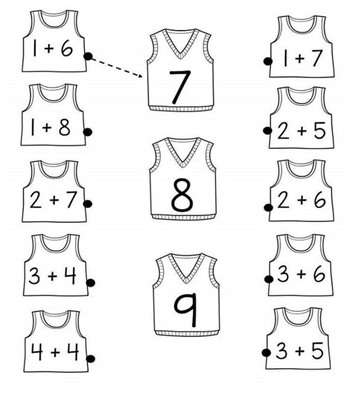 1 + 6
1 + 8
2 + 7
3 + 4
4 + 4
7
8
9
1 + 7
2 + 5
2 + 6
3 + 6
3 + 5